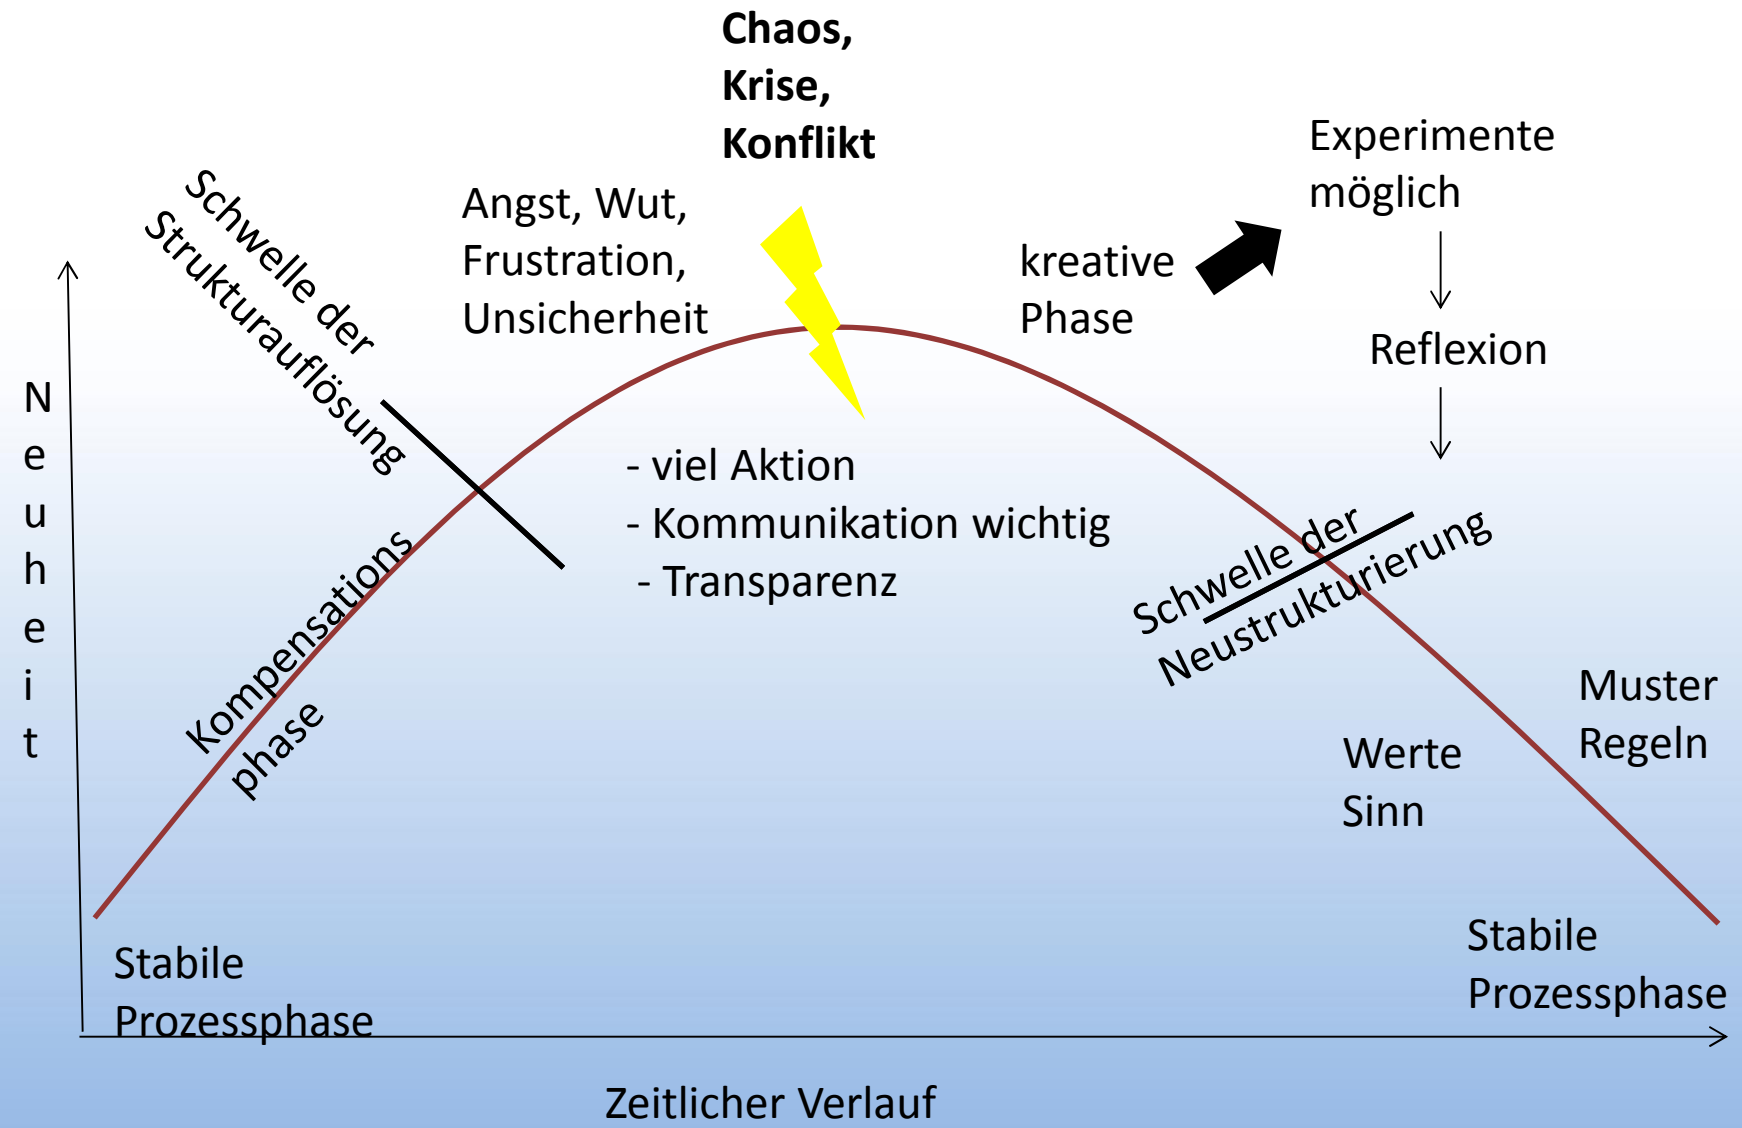 Chaos,
Krise,
Konflikt
Experimente
möglich
Schwelle der
Strukturauflösung
Angst, Wut,
Frustration,
Unsicherheit
kreative
Phase
Reflexion
N
e
u
h
e
i
t
- viel Aktion
- Kommunikation wichtig
- Transparenz
Kompensations
phase
Schwelle der
Neustrukturierung
Muster
Regeln
Werte
Sinn
Stabile
Prozessphase
Stabile
Prozessphase
Zeitlicher Verlauf